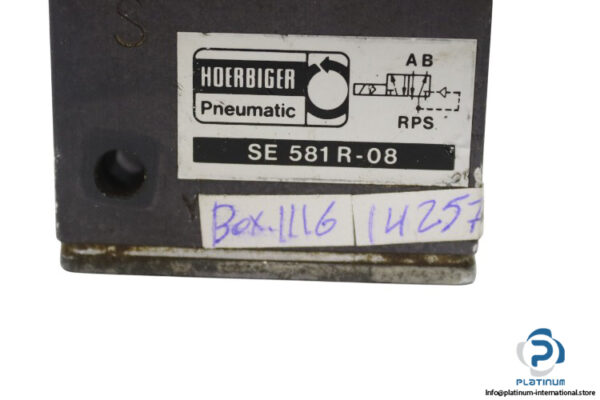 S
HOERBIGER
Pneumatic
A B
RPS
SE 581 R-08
Box.1116
14257
PLATINUM
Info@platinum-international.store